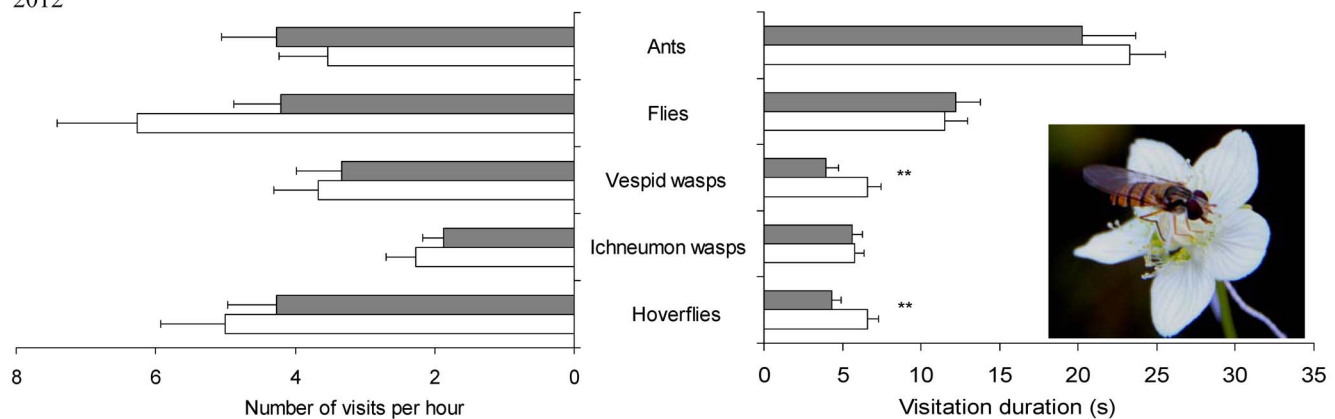 2012
Ants
Flies
Vespid wasps
**
Ichneumon wasps
Hoverflies
**
8 6 4 2 0
0 5 10 15 20 25 30 35
Number of visits per hour
Visitation duration (s)